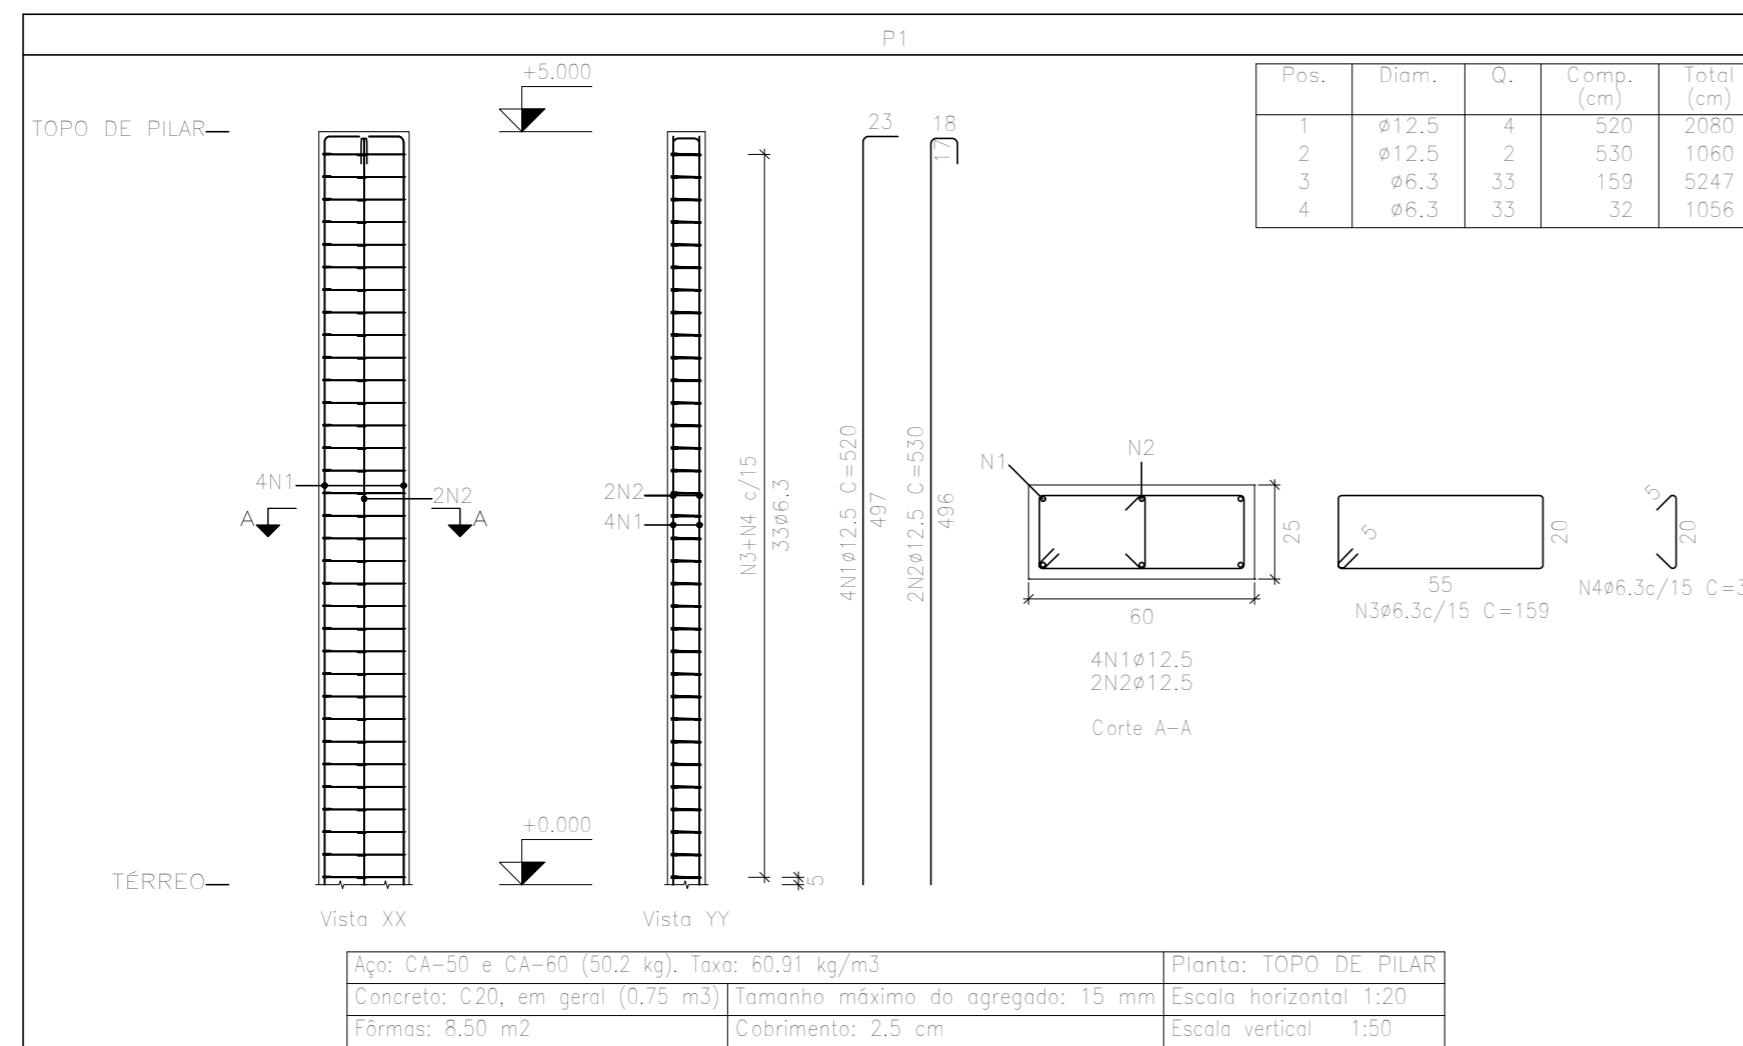 P1
+5.000
TOPO DE PILAR
23
18
17
Pos. Diam. Q. Comp. (cm) Total (cm)
1 ø12.5 4 520 2080
2 ø12.5 2 530 1060
3 ø6.3 33 159 5247
4 ø6.3 33 32 1056
4N1
2N2
A
A
2N2
4N1
N3+N4 c/15
33ø6.3
4N1ø12.5 C=520
497
2N2ø12.5 C=530
496
N1
N2
25
60
4N1ø12.5
2N2ø12.5
Corte A-A
5
20
55
N3ø6.3c/15 C=159
5
20
N4ø6.3c/15 C=3
+0.000
TÉRREO
5
Vista XX
Vista YY
Aço: CA-50 e CA-60 (50.2 kg). Taxa: 60.91 kg/m3
Planta: TOPO DE PILAR
Concreto: C20, em geral (0.75 m3)
Tamanho máximo do agregado: 15 mm
Escala horizontal 1:20
Fôrmas: 8.50 m2
Cobrimento: 2.5 cm
Escala vertical 1:50